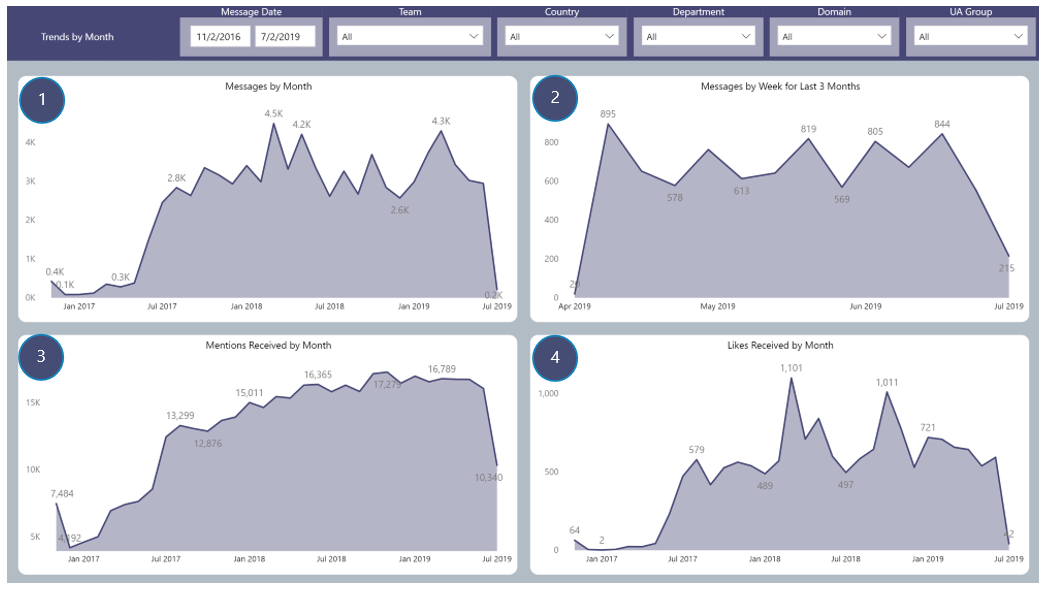 Trends by Month
Message Date
11/2/2016 7/2/2019
Team
All
Country
All
Department
All
Domain
All
UA Group
All
1
Messages by Month
4K
3K
2K
1K
0K
0.4K
0.1K
0.3K
2.8K
4.5K
4.2K
2.6K
4.3K
0.2K
Jan 2017 Jul 2017 Jan 2018 Jul 2018 Jan 2019 Jul 2019
2
Messages by Week for Last 3 Months
800
600
400
200
0
895
578
613
819
569
805
844
215
Apr 2019 May 2019 Jun 2019 Jul 2019
3
Mentions Received by Month
15K
10K
5K
7,484
4,192
13,299
12,876
15,011
16,365
17,279
16,789
10,340
Jan 2017 Jul 2017 Jan 2018 Jul 2018 Jan 2019 Jul 2019
4
Likes Received by Month
1,000
500
0
64
2
579
489
1,101
497
1,011
721
Jan 2017 Jul 2017 Jan 2018 Jul 2018 Jan 2019 Jul 2019